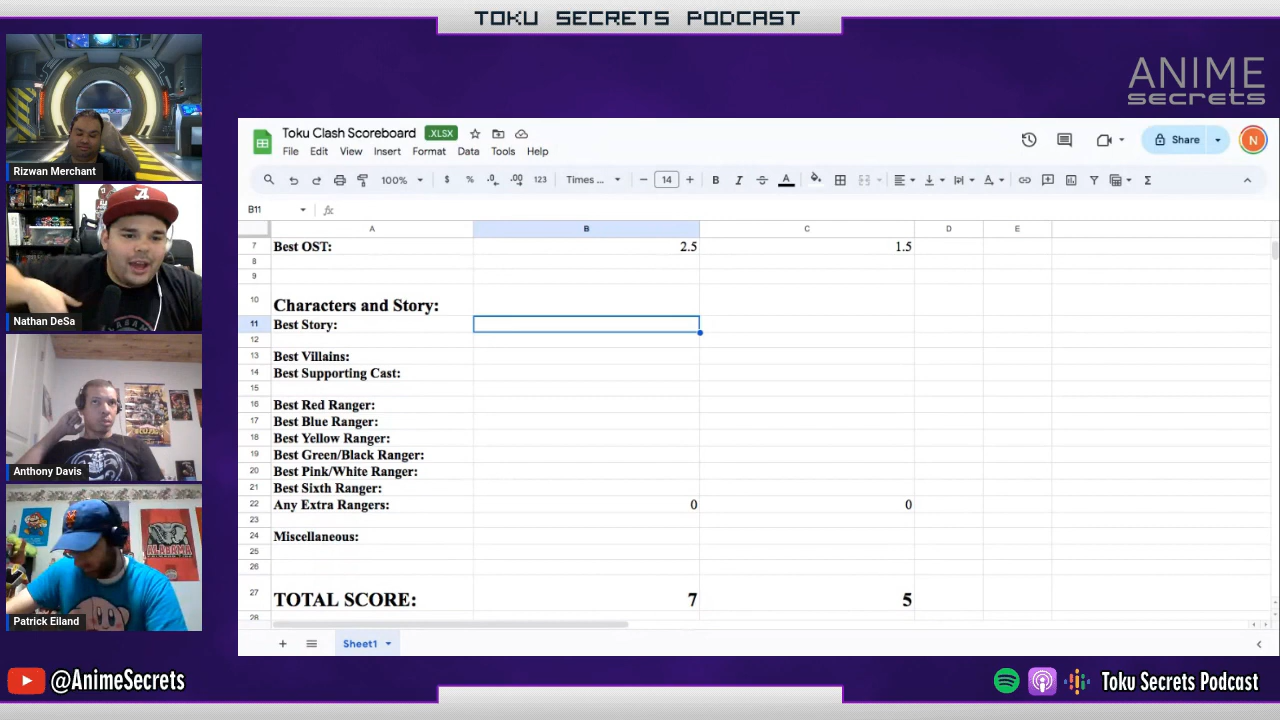 TOKU SECRETS PODCAST
ANIME
secrets
Rizwan Merchant
Nathan DeSa
Anthony Davis
Patrick Eiland
Toku Clash Scoreboard .XLSX
File Edit View Insert Format Data Tools Help
Share
N
100% $ % .0 .00 123 Times ... 14 B I A
B11 fx
A B C D E
7 Best OST: 2.5 1.5
8
9
10 Characters and Story:
11 Best Story:
12
13 Best Villains:
14 Best Supporting Cast:
15
16 Best Red Ranger:
17 Best Blue Ranger:
18 Best Yellow Ranger:
19 Best Green/Black Ranger:
20 Best Pink/White Ranger:
21 Best Sixth Ranger:
22 Any Extra Rangers: 0 0
23
24 Miscellaneous:
25
26
27 TOTAL SCORE: 7 5
28
Sheet1
@AnimeSecrets
Toku Secrets Podcast
A
ALABAMA